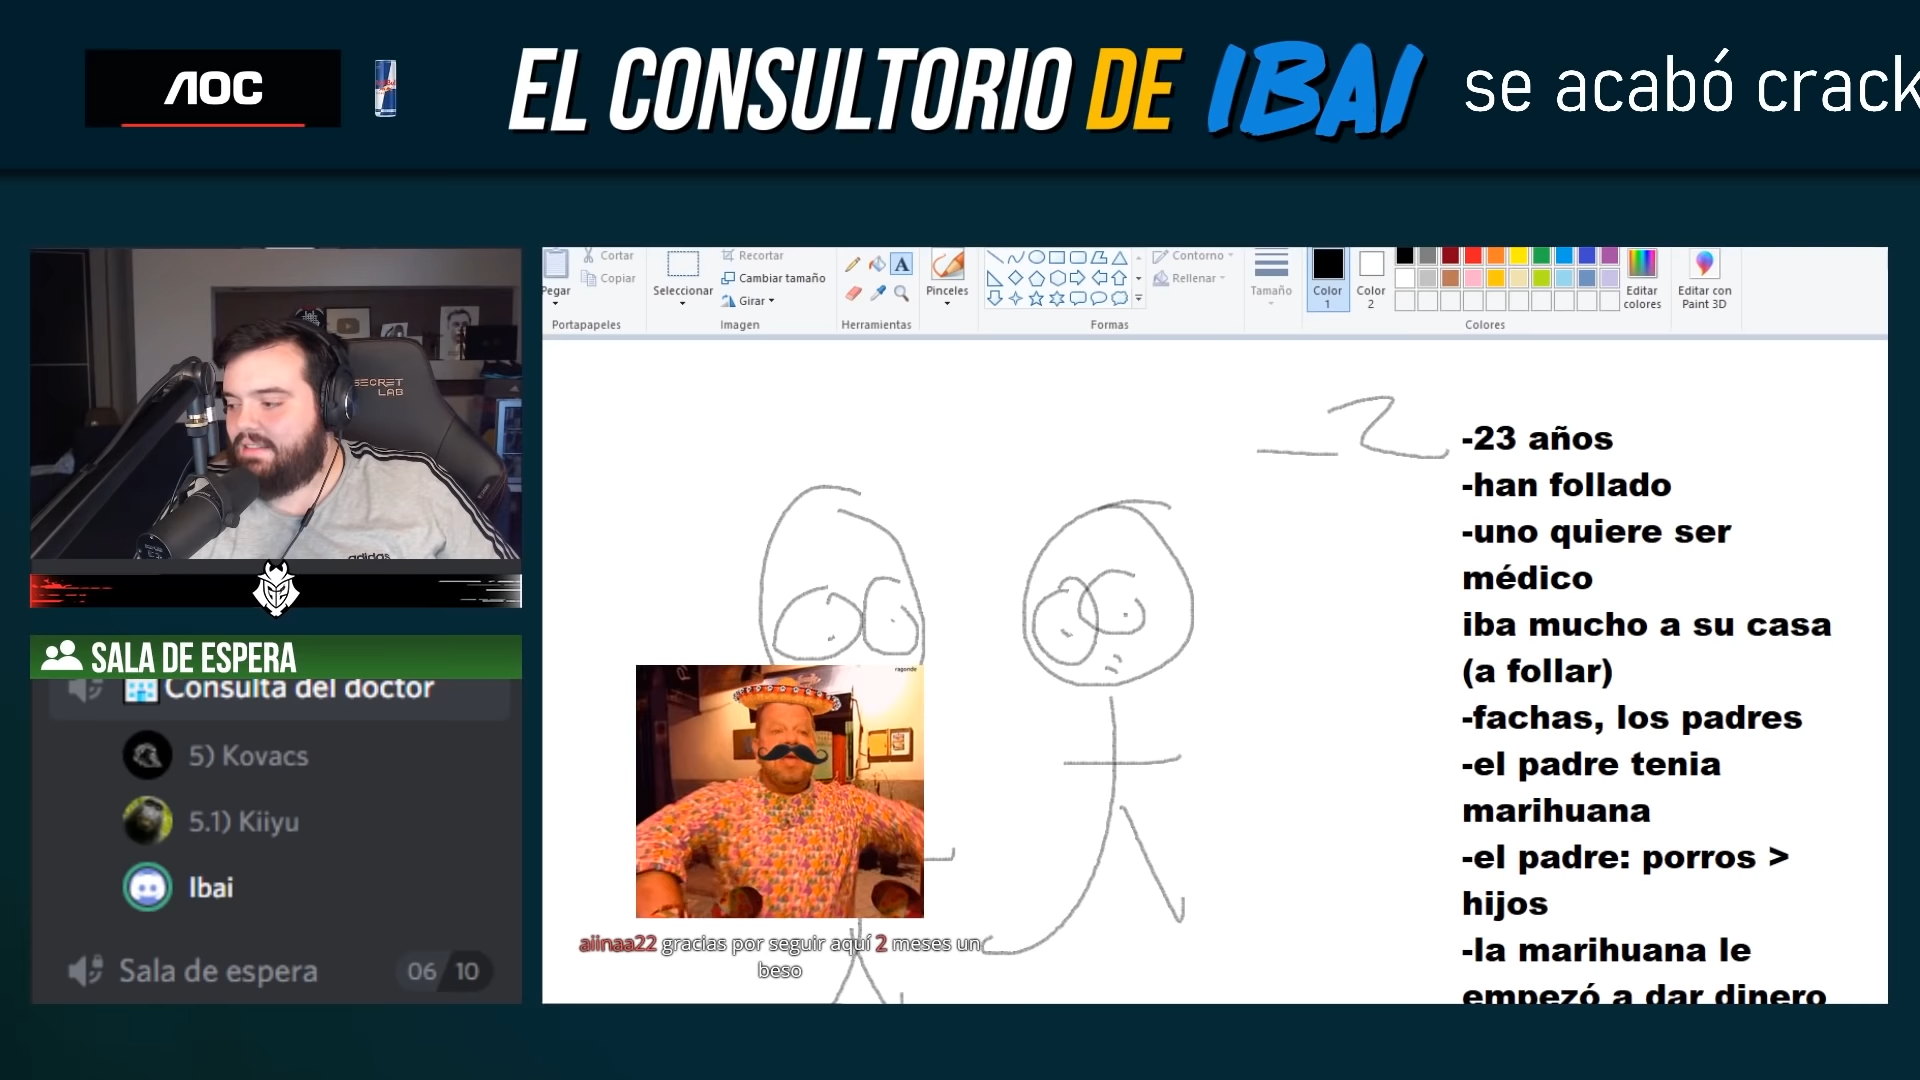 AOC
EL CONSULTORIO DE IBAI
se acabó crack
SECRET
LAB
adidas
SALA DE ESPERA
Consulta del doctor
5) Kovacs
5.1) Kiiyu
Ibai
Sala de espera 06 10
Pegar
Cortar
Copiar
Portapapeles
Seleccionar
Recortar
Cambiar tamaño
Girar
Imagen
A
Herramientas
Pinceles
Contorno
Rellenar
Formas
Tamaño
Color
1
Color
2
Editar
colores
Editar con
Paint 3D
Colores
-23 años
-han follado
-uno quiere ser
médico
iba mucho a su casa
(a follar)
-fachas, los padres
-el padre tenia
marihuana
-el padre: porros >
hijos
-la marihuana le
empezó a dar dinero
ragonde
aiinaa22 gracias por seguir aquí 2 meses un
beso